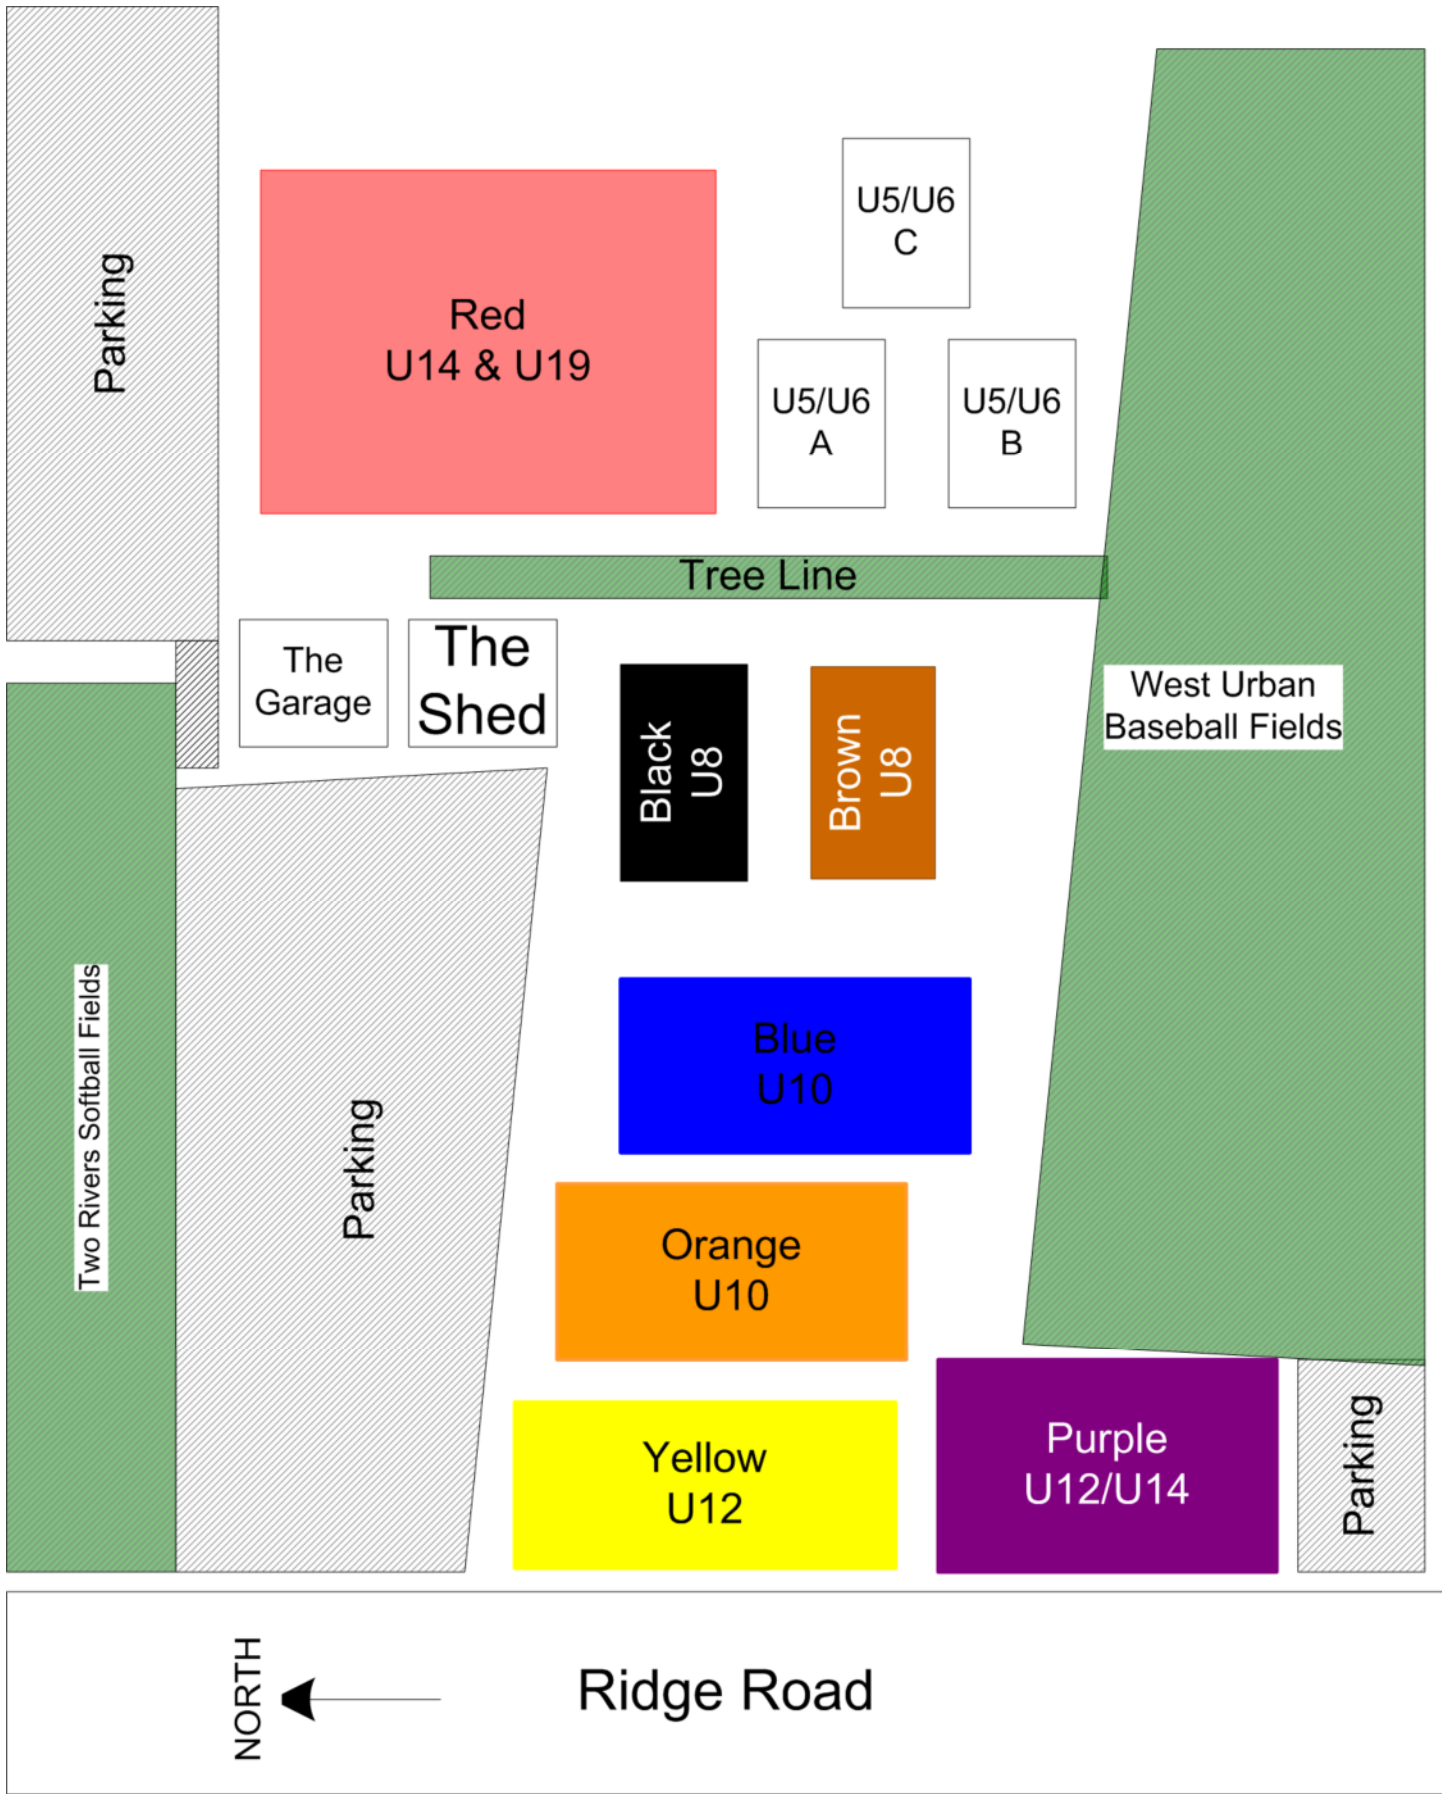 U5/U6
C
Parking
Red
U14 & U19
U5/U6
A
U5/U6
B
Tree Line
The
Garage
The
Shed
West Urban
Baseball Fields
Black
U8
Brown
U8
Two Rivers Softball Fields
Parking
Blue
U10
Orange
U10
Yellow
U12
Purple
U12/U14
Parking
NORTH
Ridge Road